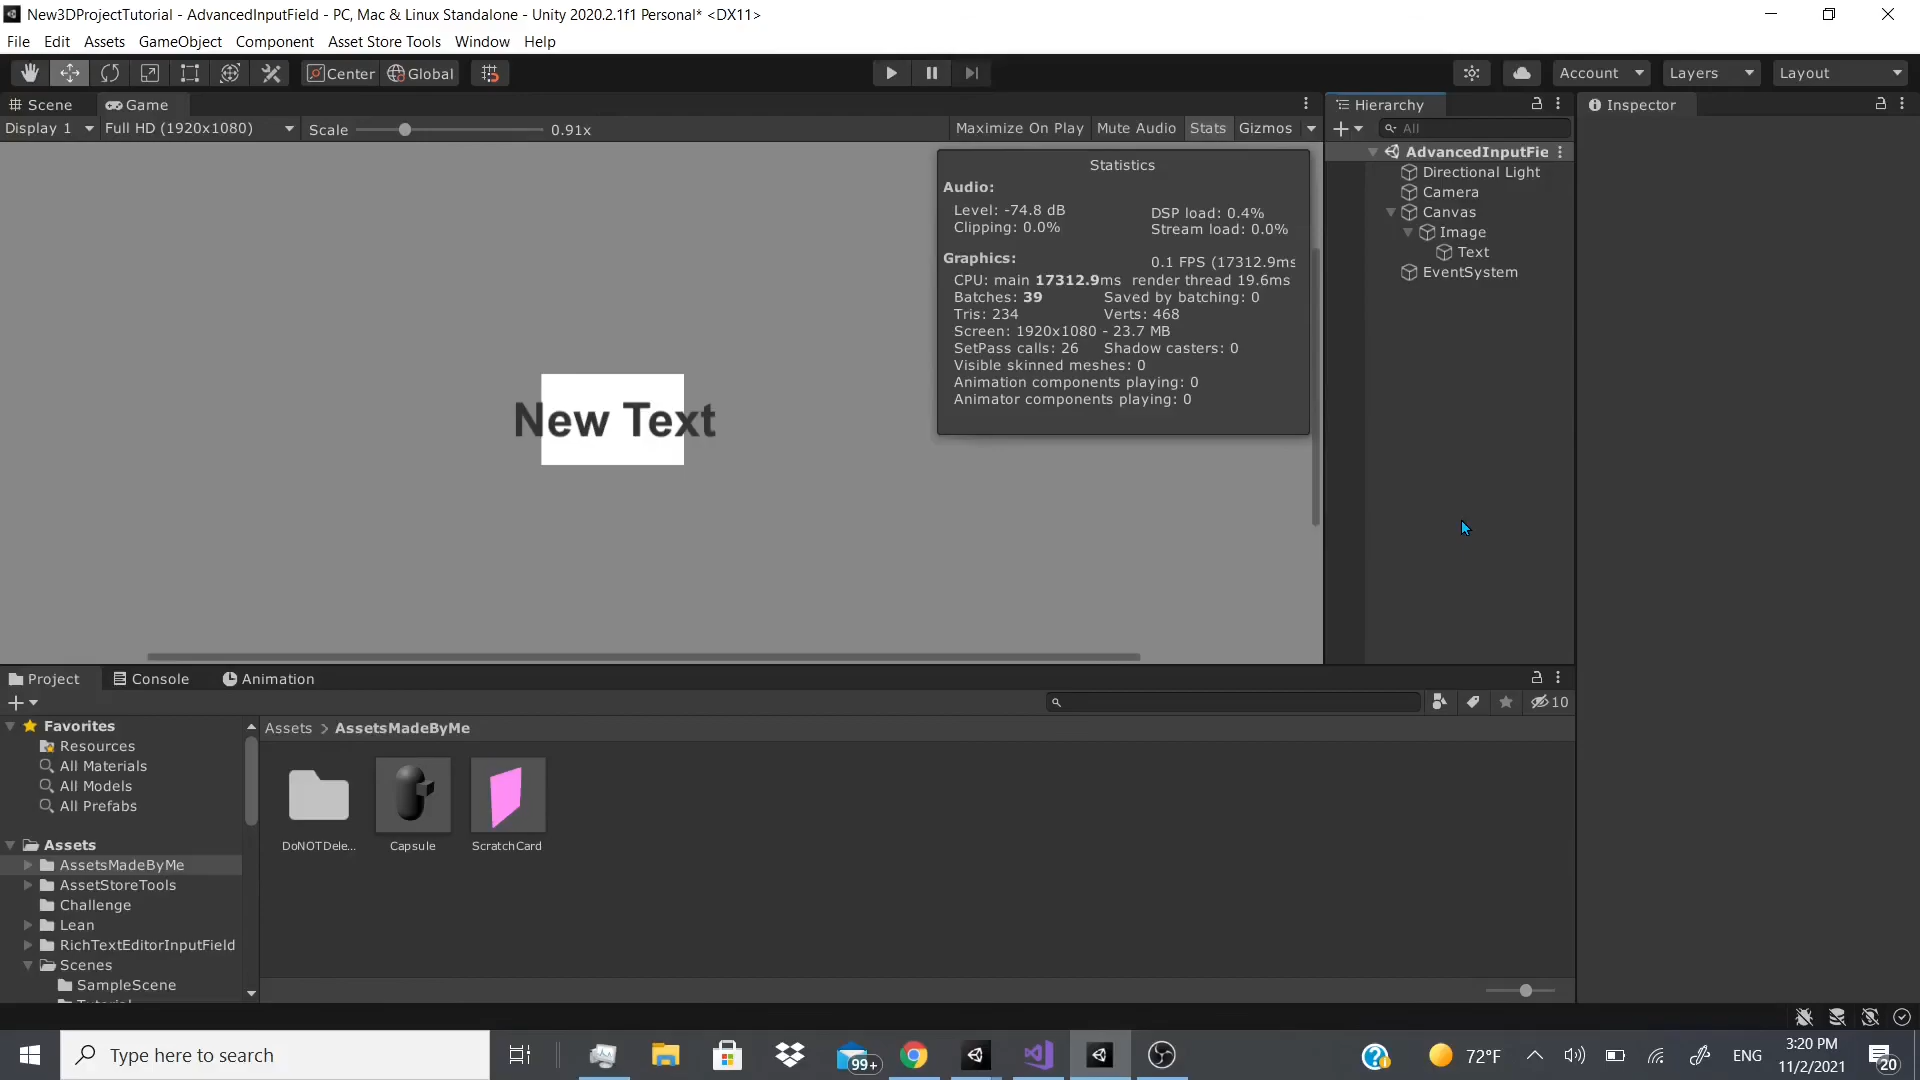 New3DProjectTutorial - AdvancedInputField - PC, Mac & Linux Standalone - Unity 2020.2.1f1 Personal* <DX11>
File Edit Assets GameObject Component Asset Store Tools Window Help
Center Global Account Layers Layout
Scene Game Hierarchy Inspector
Display 1 Full HD (1920x1080) Scale 0.91x Maximize On Play Mute Audio Stats Gizmos All
AdvancedInputFie
Directional Light
Camera
Canvas
Image
Text
EventSystem
Statistics
Audio:
Level: -74.8 dB DSP load: 0.4%
Clipping: 0.0% Stream load: 0.0%
Graphics: 0.1 FPS (17312.9ms
CPU: main 17312.9ms render thread 19.6ms
Batches: 39 Saved by batching: 0
Tris: 234 Verts: 468
Screen: 1920x1080 - 23.7 MB
SetPass calls: 26 Shadow casters: 0
Visible skinned meshes: 0
Animation components playing: 0
Animator components playing: 0
New Text
Project Console Animation
10
Favorites
Resources
All Materials
All Models
All Prefabs
Assets
AssetsMadeByMe
AssetStoreTools
Challenge
Lean
RichTextEditorInputField
Scenes
SampleScene
Tutorial
Assets > AssetsMadeByMe
DoNOTDele... Capsule ScratchCard
Type here to search
99+
72°F ENG
3:20 PM
11/2/2021
20